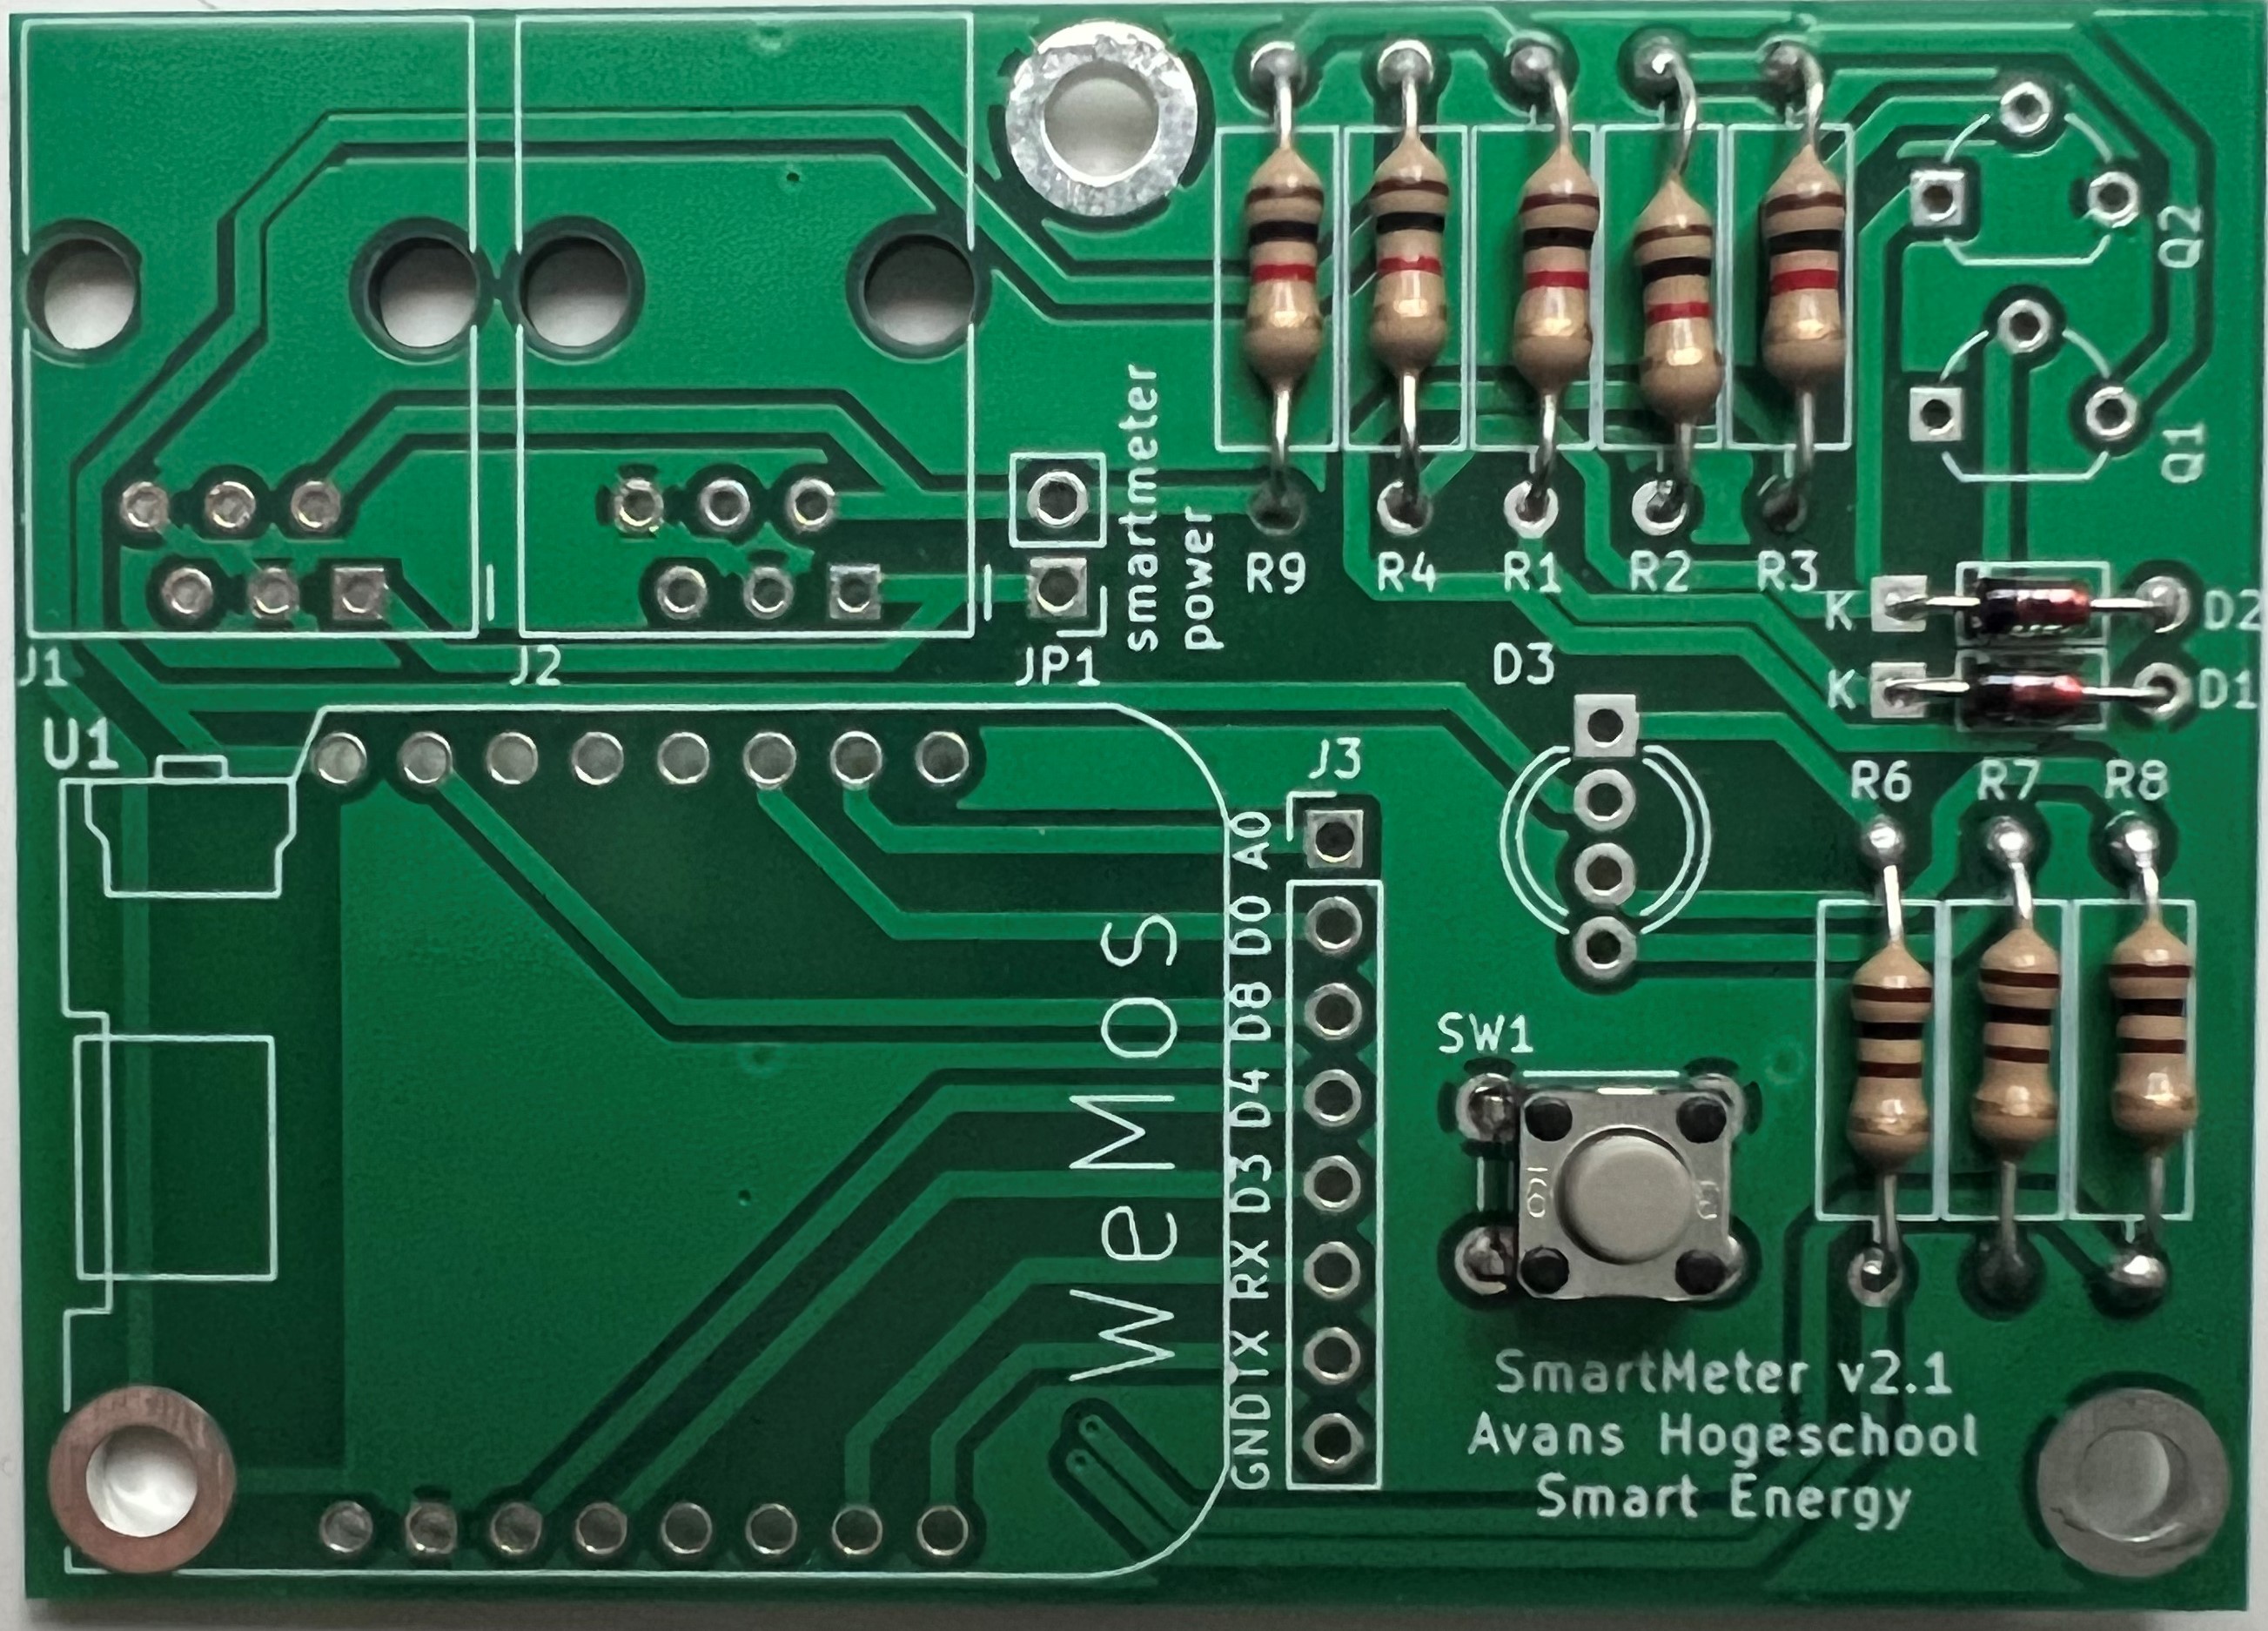 Q2
Q1
smartmeter
power
R9
R4
R1
R2
R3
K
D2
K
D1
J1
J2
JP1
D3
U1
J3
R6
R7
R8
A0
D0
D8
D4
D3
RX
TX
GND
WeMos
SW1
SmartMeter v2.1
Avans Hogeschool
Smart Energy